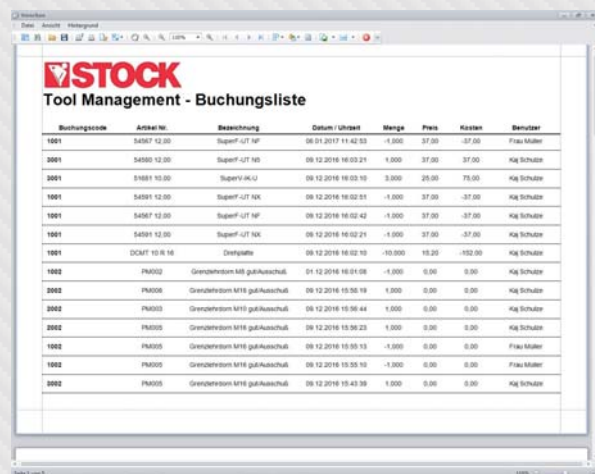 Vorschau
Datei Ansicht Hintergrund
100%
STOCK
Tool Management - Buchungsliste
Buchungscode Artikel Nr. Bezeichnung Datum / Uhrzeit Menge Preis Kosten Benutzer
1001 54567 12,00 SuperF-UT NF 06.01.2017 11:42:53 -1,000 37,00 -37,00 Frau Müller
3001 54580 12,00 SuperF-UT N5 09.12.2016 16:03:21 1,000 37,00 37,00 Kaj Schulze
3001 51681 10,00 SuperV-IK-U 09.12.2016 16:03:10 3,000 25,00 75,00 Kaj Schulze
1001 54591 12,00 SuperF-UT NX 09.12.2016 16:02:51 -1,000 37,00 -37,00 Kaj Schulze
1001 54567 12,00 SuperF-UT NF 09.12.2016 16:02:42 -1,000 37,00 -37,00 Kaj Schulze
1001 54591 12,00 SuperF-UT NX 09.12.2016 16:02:21 -1,000 37,00 -37,00 Kaj Schulze
1001 DCMT 10 R 16 Drehplatte 09.12.2016 16:02:10 -10,000 15,20 -152,00 Kaj Schulze
1002 PM002 Grenzlehrdorn M8 gut/Ausschuß 01.12.2016 16:01:08 -1,000 0,00 0,00 Kaj Schulze
2002 PM006 Grenzlehrdorn M16 gut/Ausschuß 09.12.2016 15:56:19 1,000 0,00 0,00 Kaj Schulze
2002 PM003 Grenzlehrdorn M16 gut/Ausschuß 09.12.2016 15:56:44 1,000 0,00 0,00 Kaj Schulze
2002 PM005 Grenzlehrdorn M16 gut/Ausschuß 09.12.2016 15:56:23 1,000 0,00 0,00 Kaj Schulze
1002 PM005 Grenzlehrdorn M16 gut/Ausschuß 09.12.2016 15:55:13 -1,000 0,00 0,00 Frau Müller
1002 PM005 Grenzlehrdorn M16 gut/Ausschuß 09.12.2016 15:55:10 -1,000 0,00 0,00 Frau Müller
3002 PM005 Grenzlehrdorn M16 gut/Ausschuß 09.12.2016 15:43:39 1,000 0,00 0,00 Kaj Schulze